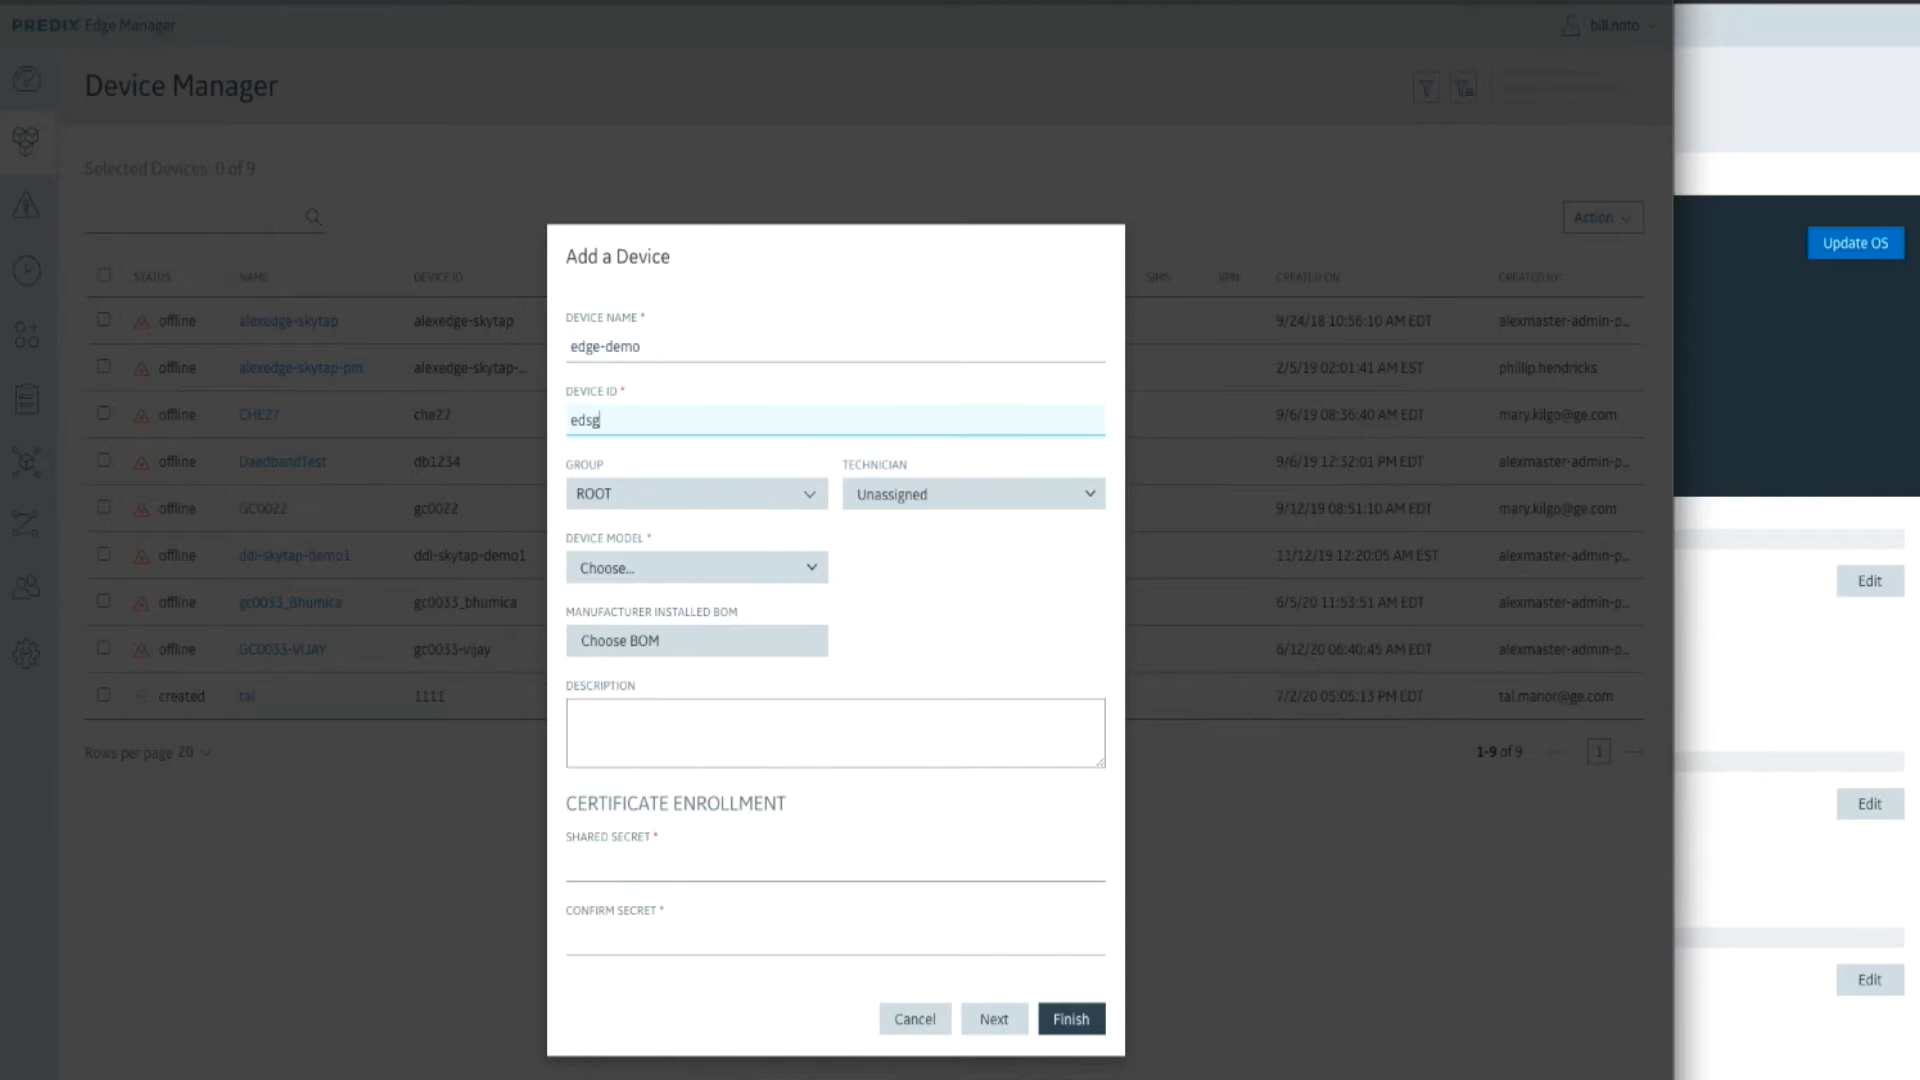 PREDIX Edge Manager
bill.noto
Device Manager
Selected Devices: 0 of 9
Action
Update OS
STATUS NAME DEVICE ID SIMS VPN CREATED ON CREATED BY
offline alexedge-skytap alexedge-skytap 9/24/18 10:56:10 AM EDT alexmaster-admin-p...
offline alexedge-skytap-pm alexedge-skytap-... 2/5/19 02:01:41 AM EST phillip.hendricks
offline CHE27 che27 9/6/19 08:36:40 AM EDT mary.kilgo@ge.com
offline DaedbandTest db1234 9/6/19 12:32:01 PM EDT alexmaster-admin-p...
offline GC0022 gc0022 9/12/19 08:51:10 AM EDT mary.kilgo@ge.com
offline ddl-skytap-demo1 ddl-skytap-demo1 11/12/19 12:20:05 AM EST alexmaster-admin-p...
offline gc0033_Bhumica gc0033_bhumica 6/5/20 11:53:51 AM EDT alexmaster-admin-p...
offline GC0033-VIJAY gc0033-vijay 6/12/20 06:40:45 AM EDT alexmaster-admin-p...
created tal 1111 7/2/20 05:05:13 PM EDT tal.manor@ge.com
Rows per page 20
1-9 of 9 1
Add a Device
DEVICE NAME *
edge-demo
DEVICE ID *
edsg
GROUP TECHNICIAN
ROOT Unassigned
DEVICE MODEL *
Choose...
MANUFACTURER INSTALLED BOM
Choose BOM
DESCRIPTION
CERTIFICATE ENROLLMENT
SHARED SECRET *
CONFIRM SECRET *
Cancel Next Finish
Edit
Edit
Edit